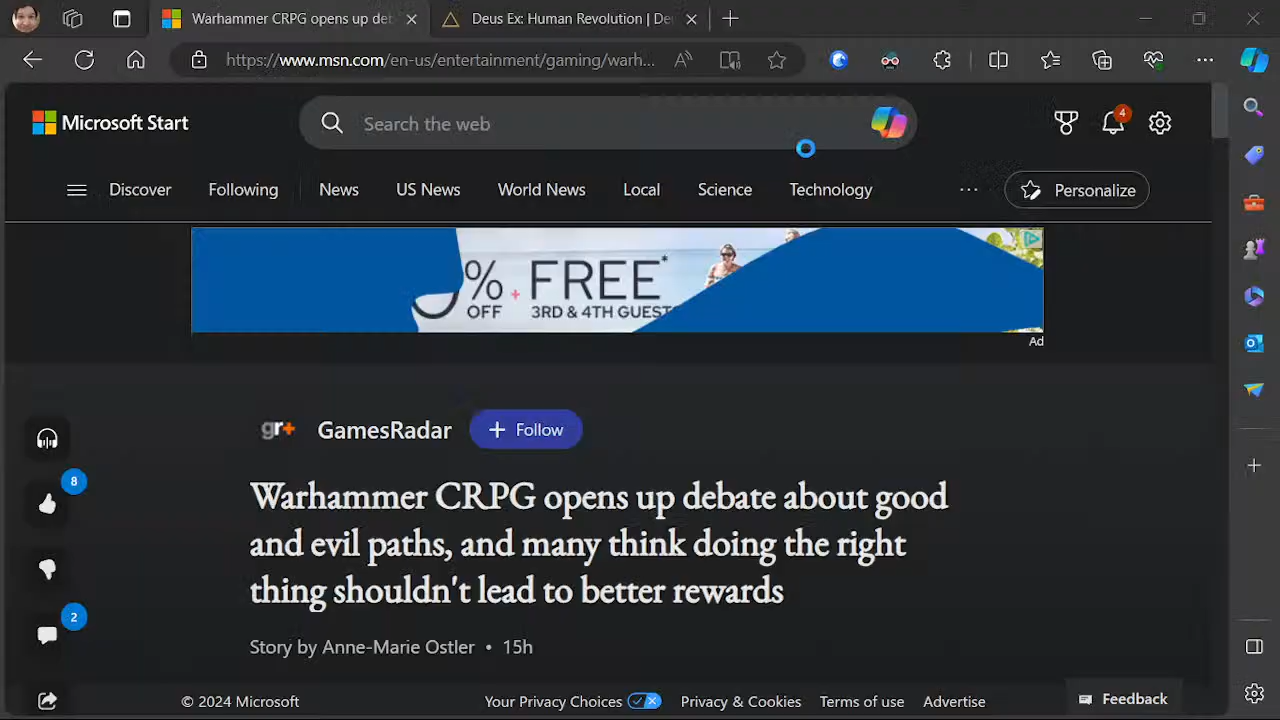 Warhammer CRPG opens up deb
Deus Ex: Human Revolution | De
https://www.msn.com/en-us/entertainment/gaming/warh...
Microsoft Start
Search the web
4
Discover
Following
News
US News
World News
Local
Science
Technology
Personalize
% OFF + FREE*
3RD & 4TH GUEST
Ad
gr+
GamesRadar
+ Follow
8
Warhammer CRPG opens up debate about good
and evil paths, and many think doing the right
thing shouldn't lead to better rewards
2
Story by Anne-Marie Ostler • 15h
© 2024 Microsoft
Your Privacy Choices
Privacy & Cookies
Terms of use
Advertise
Feedback